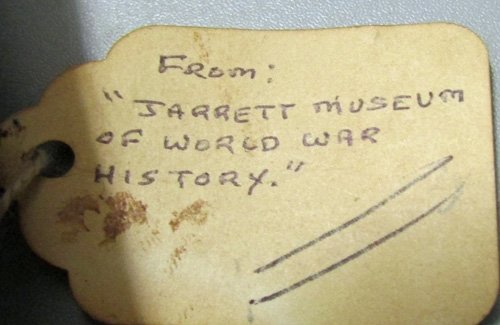 FROM:
"JARRETT MUSEUM
OF WORLD WAR
HISTORY."